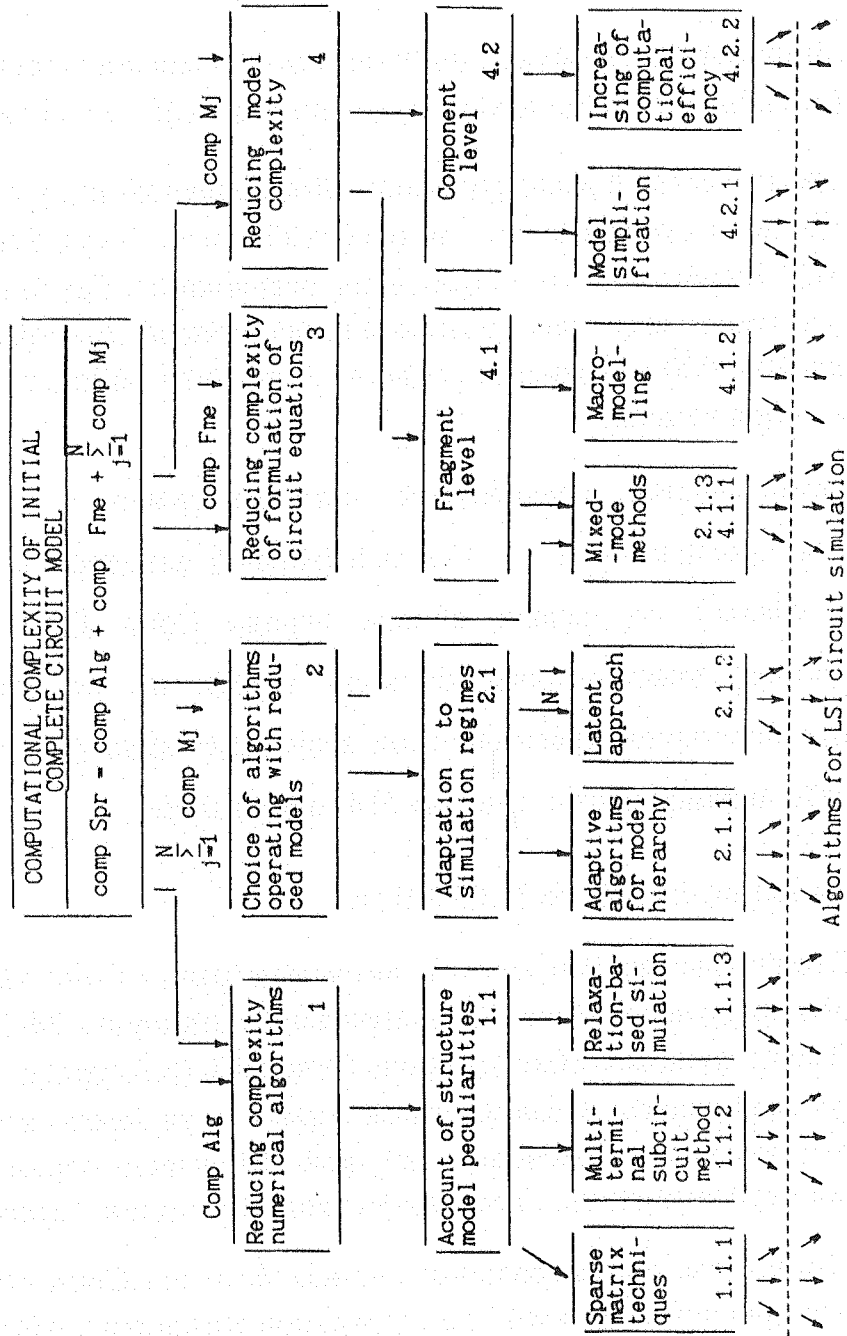 COMPUTATIONAL COMPLEXITY OF INITIAL
COMPLETE CIRCUIT MODEL
comp Spr = comp Alg + comp Fme + N > j=1 comp Mj
Comp Alg
N > j=1 comp Mj
comp Fme
comp Mj
Reducing complexity
numerical algorithms
1
Choice of algorithms
operating with redu-
ced models
2
Reducing complexity
of formulation of
circuit equations
3
Reducing model
complexity
4
Account of structure
model peculiarities
1.1
Adaptation to
simulation regimes
2.1
Fragment
level
4.1
Component
level
4.2
N
Sparse
matrix
techni-
ques
1.1.1
Multi-
termi-
nal
subcir-
cuit
method
1.1.2
Relaxa-
tion-ba-
sed si-
mulation
1.1.3
Adaptive
algoritms
for model
hierarchy
2.1.1
Latent
approach
2.1.2
Mixed-
-mode
methods
2.1.3
4.1.1
Macro-
model-
ling
4.1.2
Model
simpli-
fication
4.2.1
Increa-
sing of
computa-
tional
effici-
ency
4.2.2
Algorithms for LSI circuit simulation